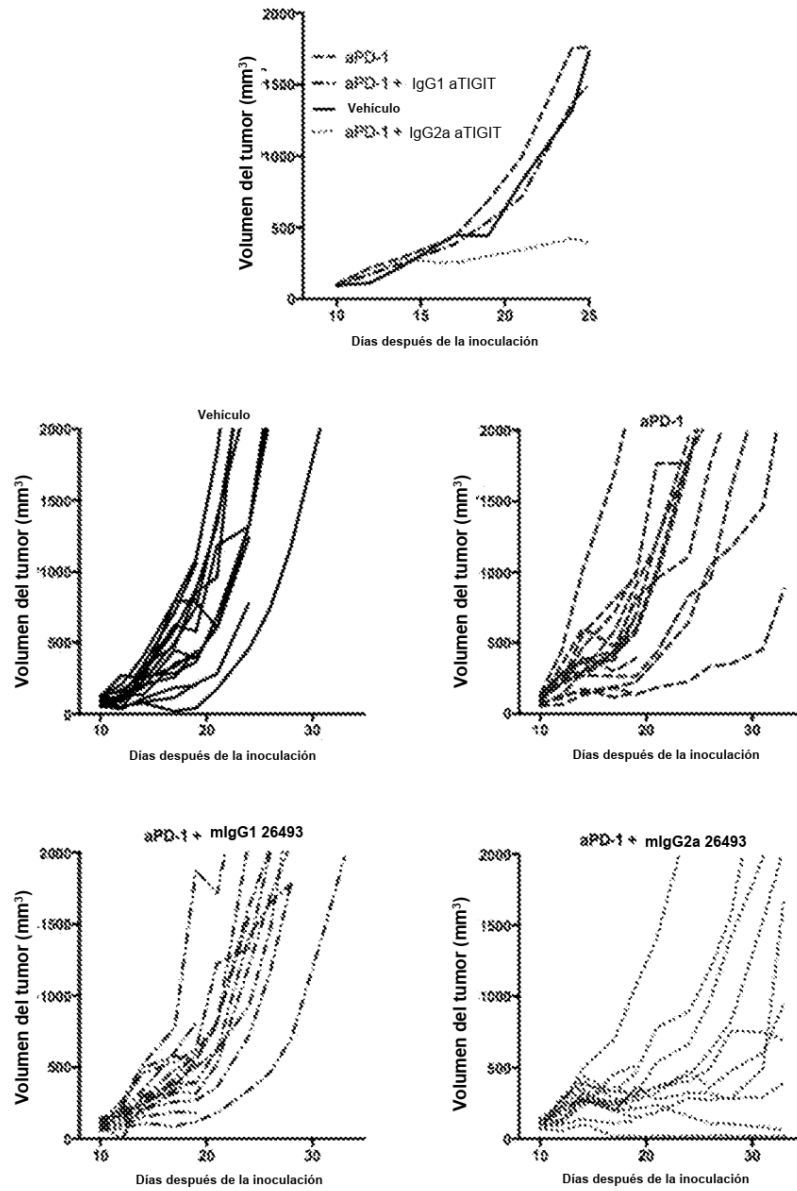 2000
aPD-1
1500
aPD-1 + IgG1 aTIGIT
Vehículo
aPD-1 + IgG2a aTIGIT
1000
500
0
Volumen del tumor (mm³)
10 15 20 25
Días después de la inoculación
Vehículo
2000
1500
1000
500
0
Volumen del tumor (mm³)
10 20 30
Días después de la inoculación
aPD-1
2000
1500
1000
500
0
Volumen del tumor (mm³)
10 20 30
Días después de la inoculación
aPD-1 + mIgG1 26493
2000
1500
1000
500
0
Volumen del tumor (mm³)
10 20 30
Días después de la inoculación
aPD-1 + mIgG2a 26493
2000
1500
1000
500
0
Volumen del tumor (mm³)
10 20 30
Días después de la inoculación